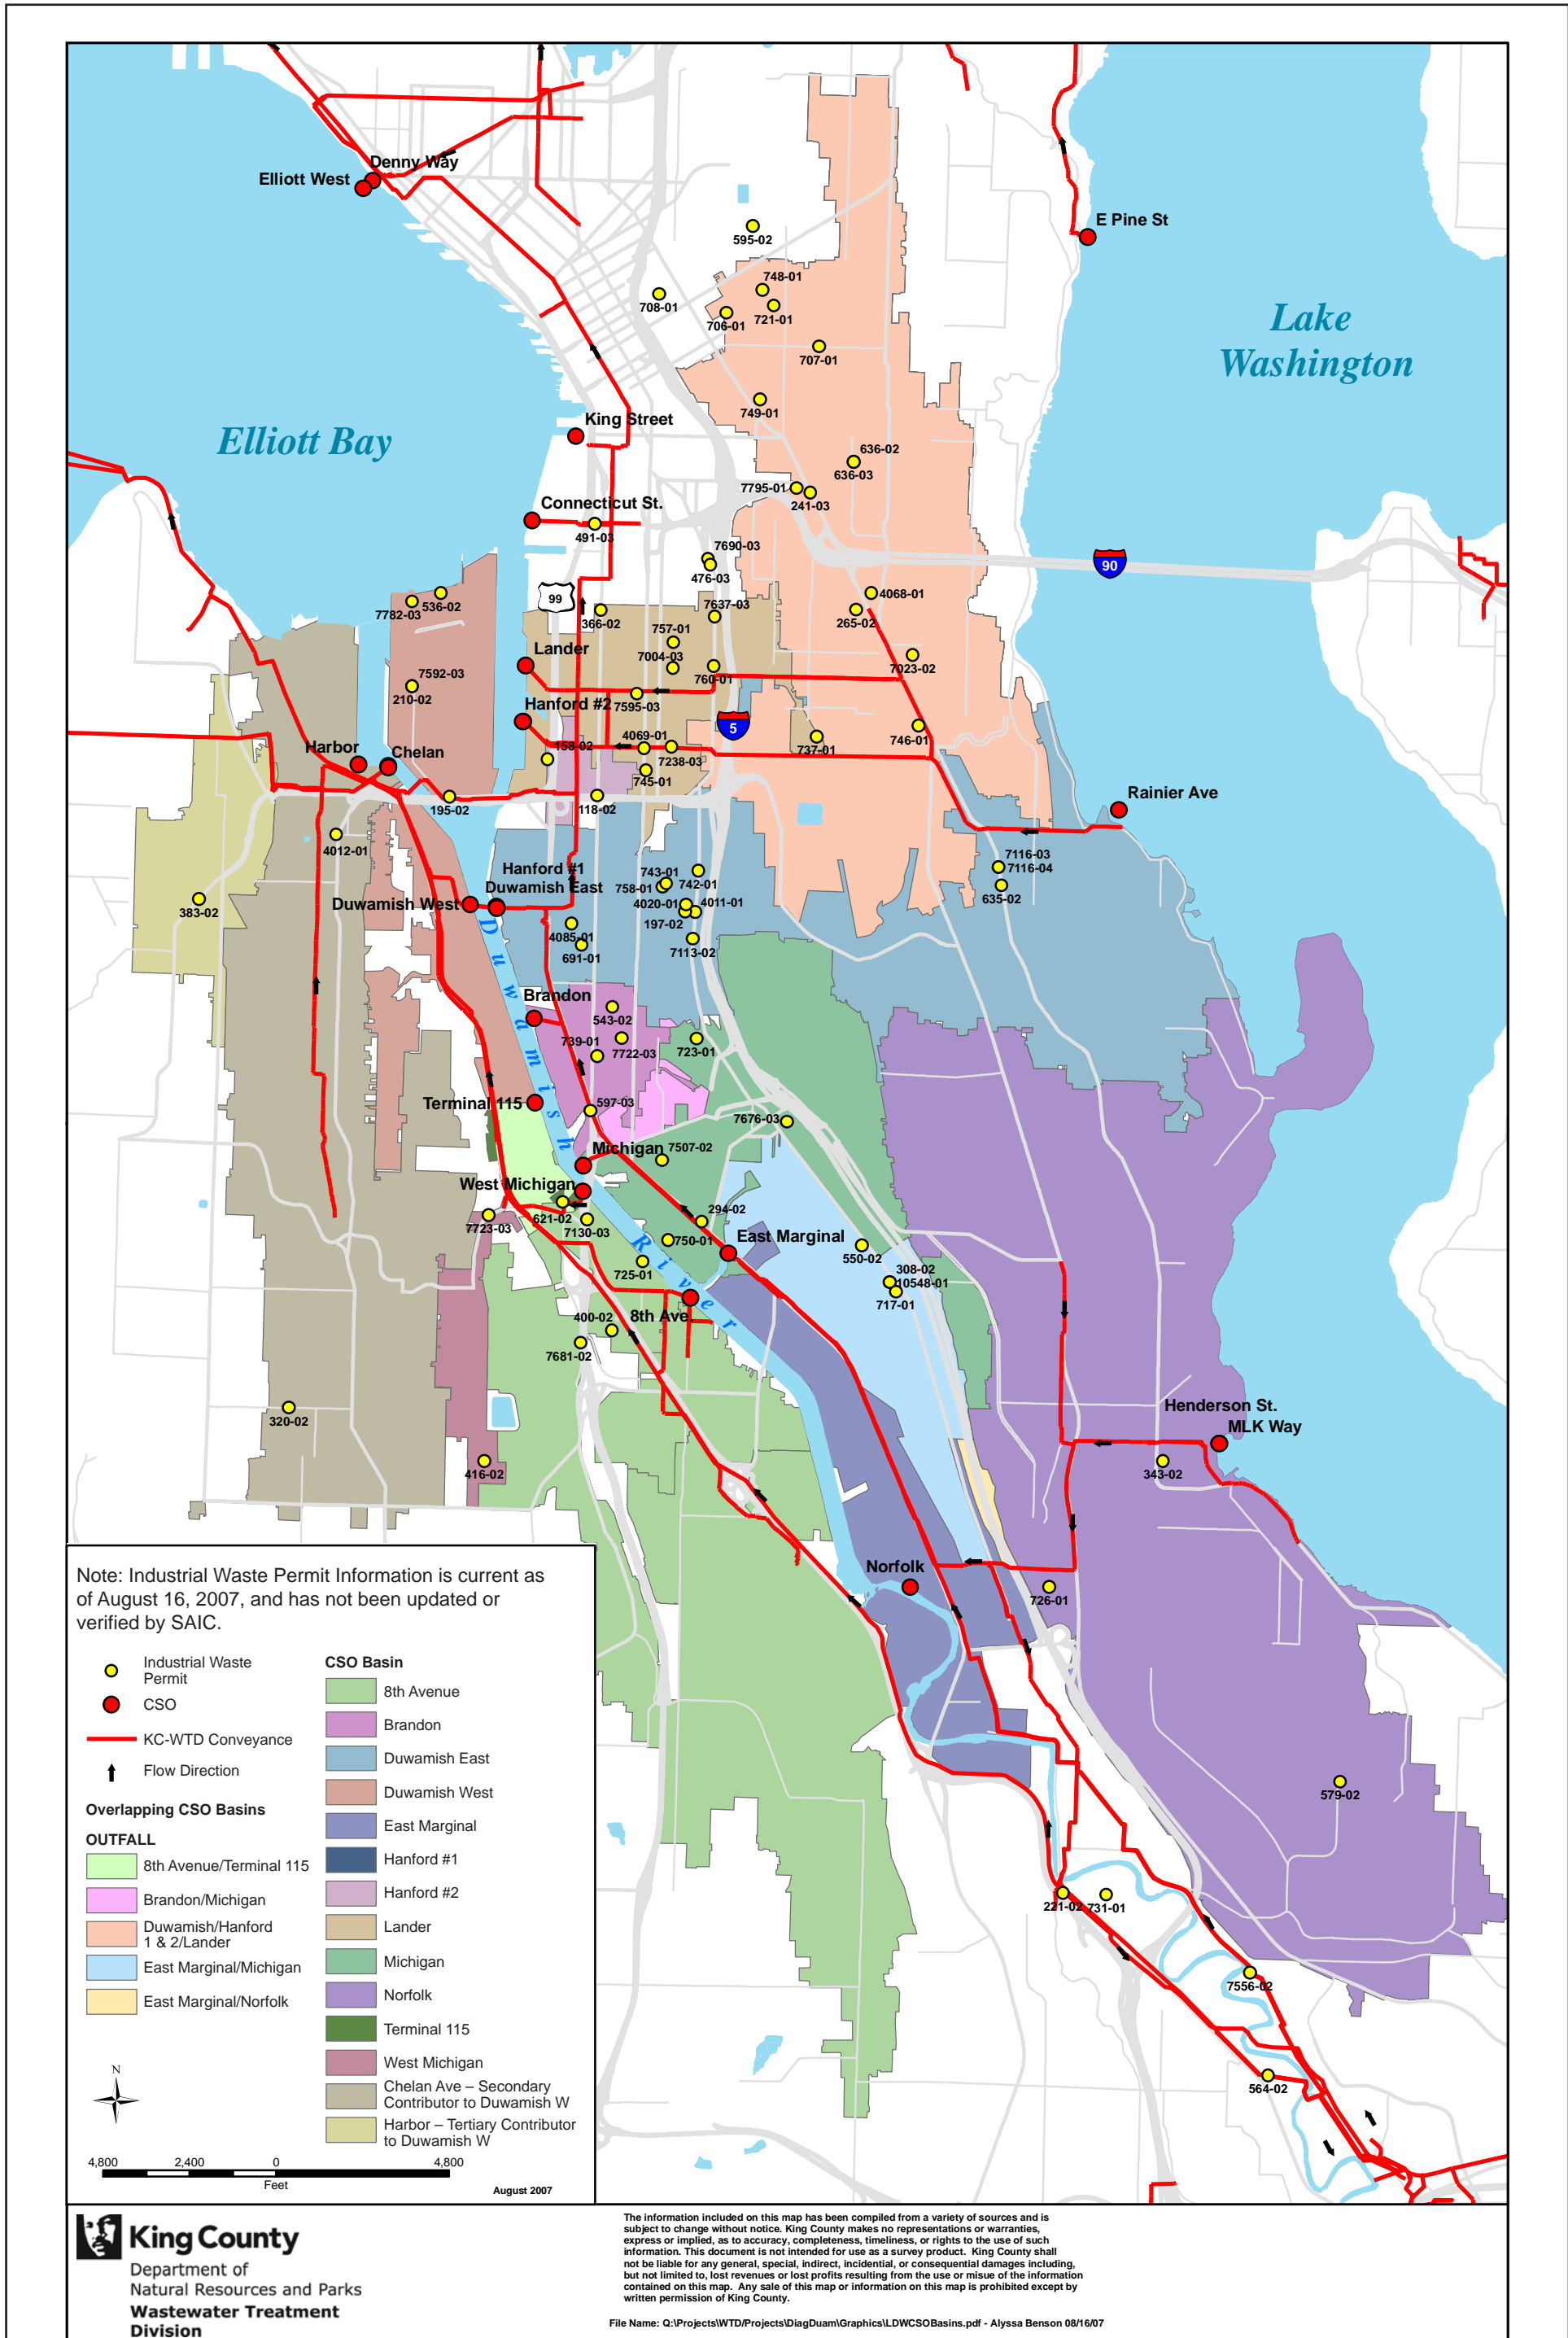 Denny Way
Elliott West
E Pine St
595-02
748-01
708-01
721-01
706-01
707-01
Lake
Washington
749-01
King Street
Elliott Bay
636-02
636-03
7795-01
241-03
Connecticut St.
491-03
7690-03
476-03
90
99
4068-01
536-02
7782-03
366-02
7637-03
265-02
757-01
Lander
7004-03
760-01
7023-02
7592-03
210-02
Hanford #2
7595-03
5
4069-01
737-01
746-01
Harbor
Chelan
158-02
7238-03
745-01
195-02
118-02
Rainier Ave
4012-01
7116-03
7116-04
Hanford #1
Duwamish East
743-01
758-01
742-01
635-02
383-02
Duwamish West
4020-01
4011-01
197-02
4085-01
691-01
7113-02
Duwamish
River
Brandon
543-02
739-01
7722-03
723-01
Terminal 115
597-03
7676-03
Michigan
7507-02
West Michigan
621-02
7723-03
7130-03
294-02
750-01
East Marginal
550-02
725-01
308-02
10548-01
717-01
8th Ave
400-02
7681-02
320-02
Henderson St.
MLK Way
416-02
343-02
Norfolk
726-01
579-02
221-02
731-01
7556-02
564-02
Note: Industrial Waste Permit Information is current as
of August 16, 2007, and has not been updated or
verified by SAIC.
Industrial Waste
Permit
CSO
KC-WTD Conveyance
Flow Direction
Overlapping CSO Basins
OUTFALL
8th Avenue/Terminal 115
Brandon/Michigan
Duwamish/Hanford
1 & 2/Lander
East Marginal/Michigan
East Marginal/Norfolk
CSO Basin
8th Avenue
Brandon
Duwamish East
Duwamish West
East Marginal
Hanford #1
Hanford #2
Lander
Michigan
Norfolk
Terminal 115
West Michigan
Chelan Ave – Secondary
Contributor to Duwamish W
Harbor – Tertiary Contributor
to Duwamish W
N
4,800 2,400 0 4,800
Feet
August 2007
King County
Department of
Natural Resources and Parks
Wastewater Treatment
Division
The information included on this map has been compiled from a variety of sources and is
subject to change without notice. King County makes no representations or warranties,
express or implied, as to accuracy, completeness, timeliness, or rights to the use of such
information. This document is not intended for use as a survey product. King County shall
not be liable for any general, special, indirect, incidential, or consequential damages including,
but not limited to, lost revenues or lost profits resulting from the use or misue of the information
contained on this map. Any sale of this map or information on this map is prohibited except by
written permission of King County.
File Name: Q:\Projects\WTD/Projects\DiagDuam\Graphics\LDWCSOBasins.pdf - Alyssa Benson 08/16/07